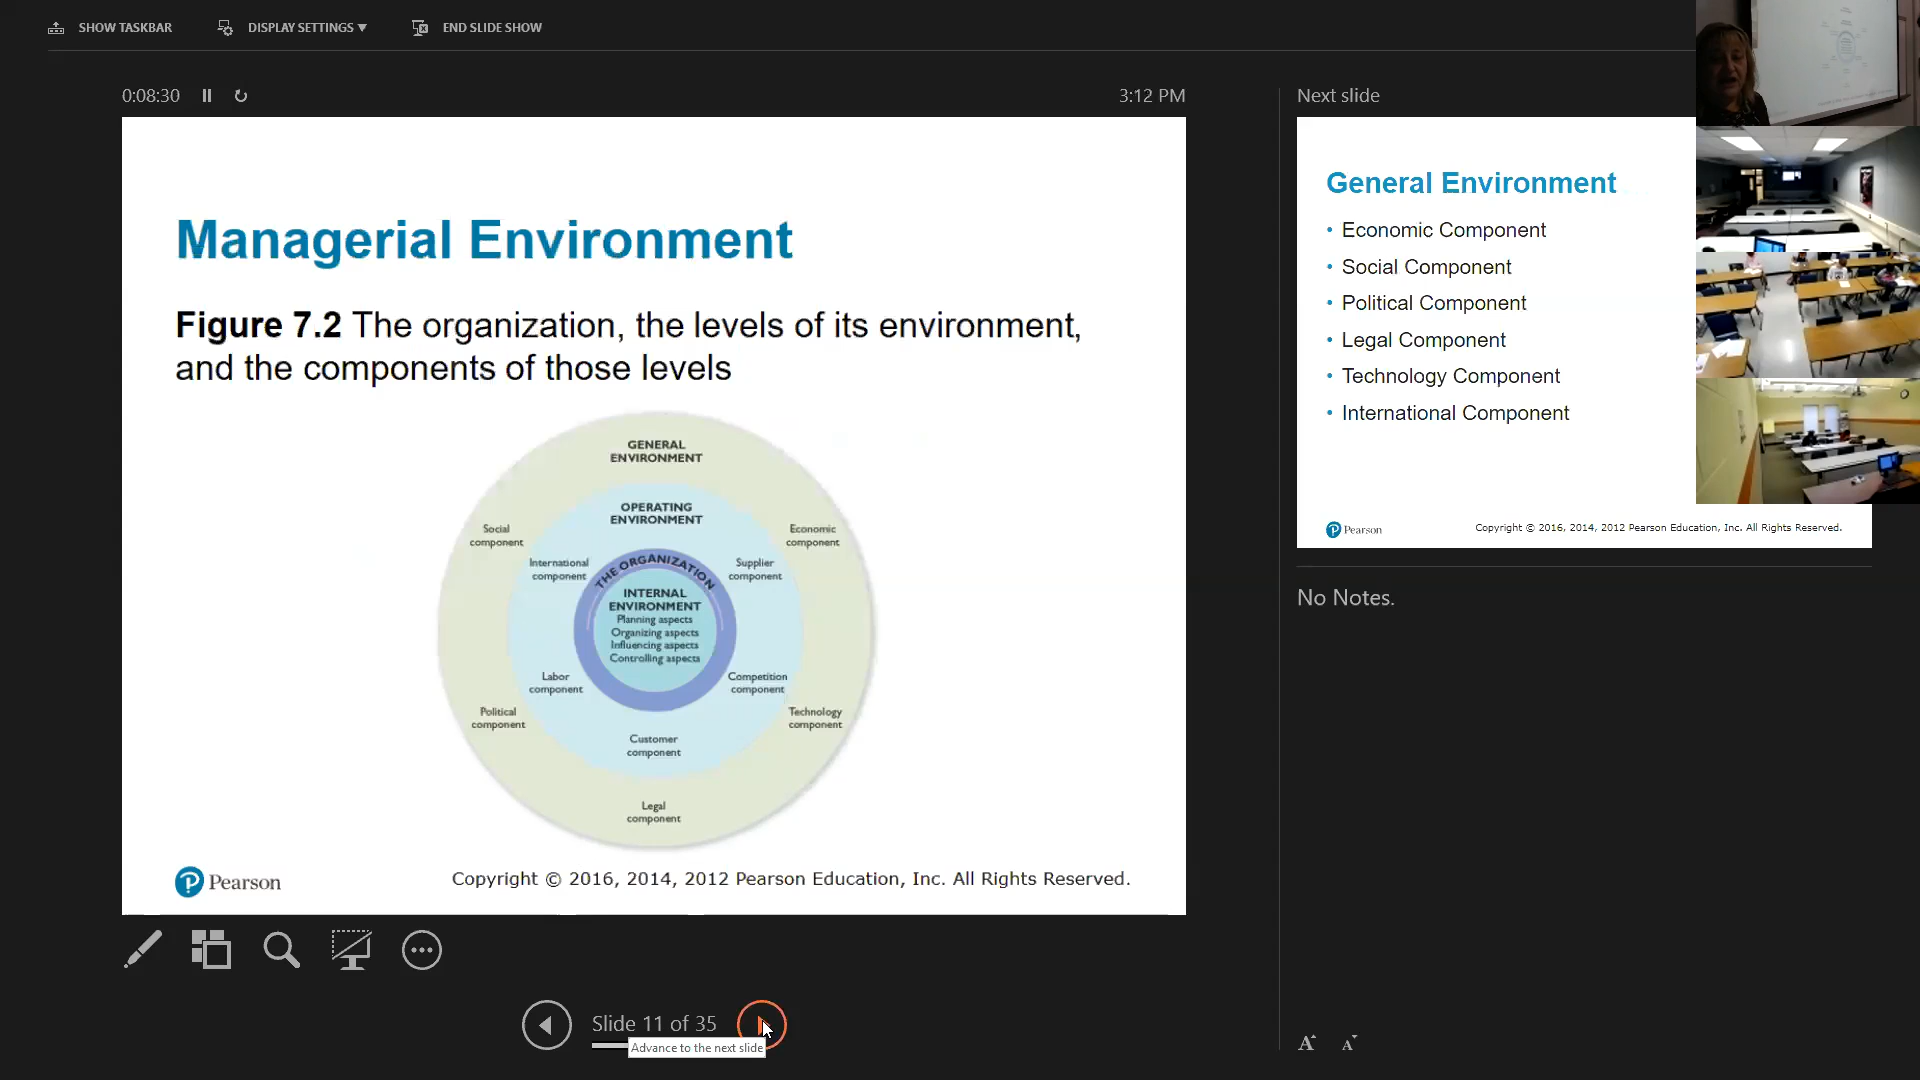 SHOW TASKBAR
DISPLAY SETTINGS ▼
END SLIDE SHOW
0:08:30
3:12 PM
Managerial Environment
Figure 7.2 The organization, the levels of its environment,
and the components of those levels
GENERAL
ENVIRONMENT
OPERATING
ENVIRONMENT
Social
component
Economic
component
International
component
Supplier
component
THE ORGANIZATION
INTERNAL
ENVIRONMENT
Planning aspects
Organizing aspects
Influencing aspects
Controlling aspects
Labor
component
Competition
component
Political
component
Technology
component
Customer
component
Legal
component
Pearson
Copyright © 2016, 2014, 2012 Pearson Education, Inc. All Rights Reserved.
Slide 11 of 35
Advance to the next slide
Next slide
General Environment
• Economic Component
• Social Component
• Political Component
• Legal Component
• Technology Component
• International Component
Pearson
Copyright © 2016, 2014, 2012 Pearson Education, Inc. All Rights Reserved.
No Notes.
A A